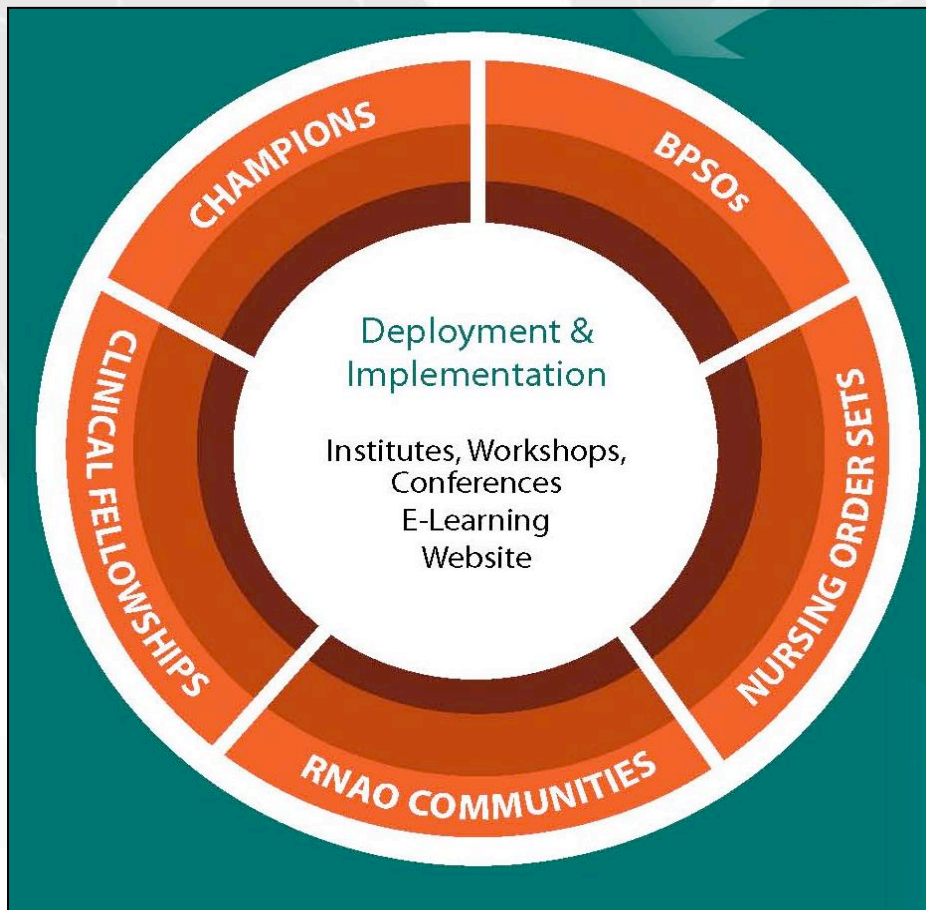 CHAMPIONS
BPSOs
NURSING ORDER SETS
RNAO COMMUNITIES
CLINICAL FELLOWSHIPS
Deployment &
Implementation
Institutes, Workshops,
Conferences
E-Learning
Website